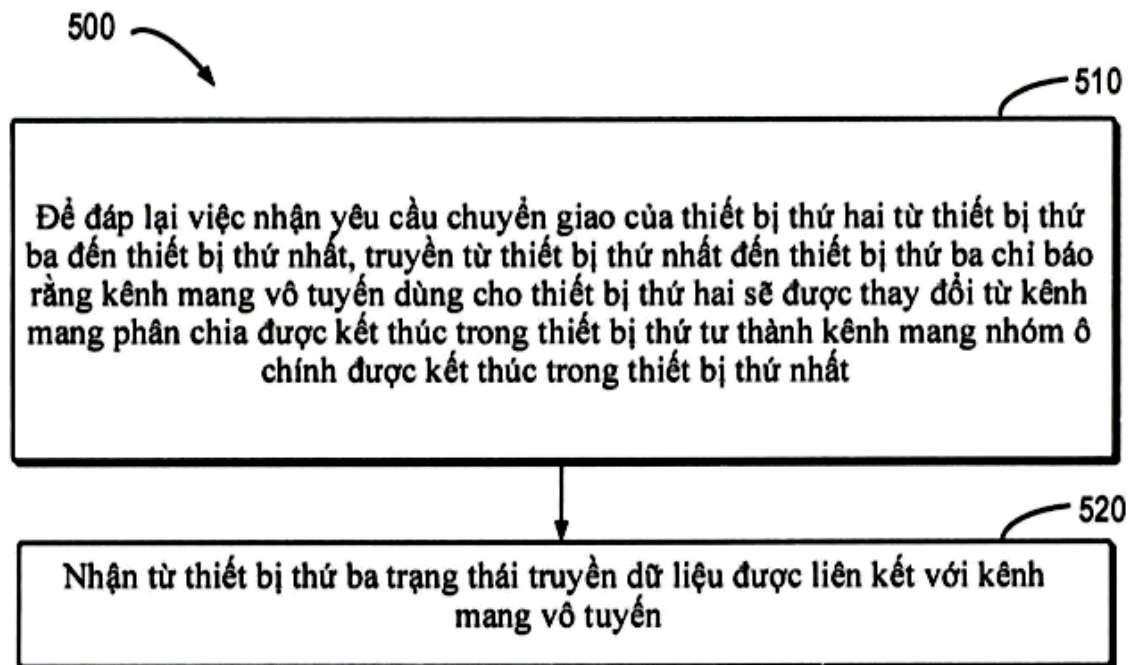 500
510
Để đáp lại việc nhận yêu cầu chuyển giao của thiết bị thứ hai từ thiết bị thứ
ba đến thiết bị thứ nhất, truyền từ thiết bị thứ nhất đến thiết bị thứ ba chỉ báo
rằng kênh mang vô tuyến dùng cho thiết bị thứ hai sẽ được thay đổi từ kênh
mang phân chia được kết thúc trong thiết bị thứ tư thành kênh mang nhóm ô
chính được kết thúc trong thiết bị thứ nhất
520
Nhận từ thiết bị thứ ba trạng thái truyền dữ liệu được liên kết với kênh
mang vô tuyến